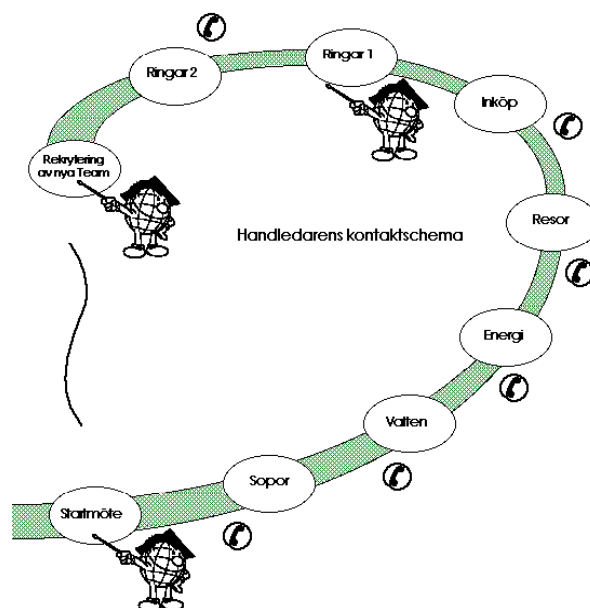 Ringar 2
Ringar 1
Inköp
Rekrytering
av nya Team
Resor
Handledarens kontaktschema
Energi
Vatten
Sopor
Startmöte